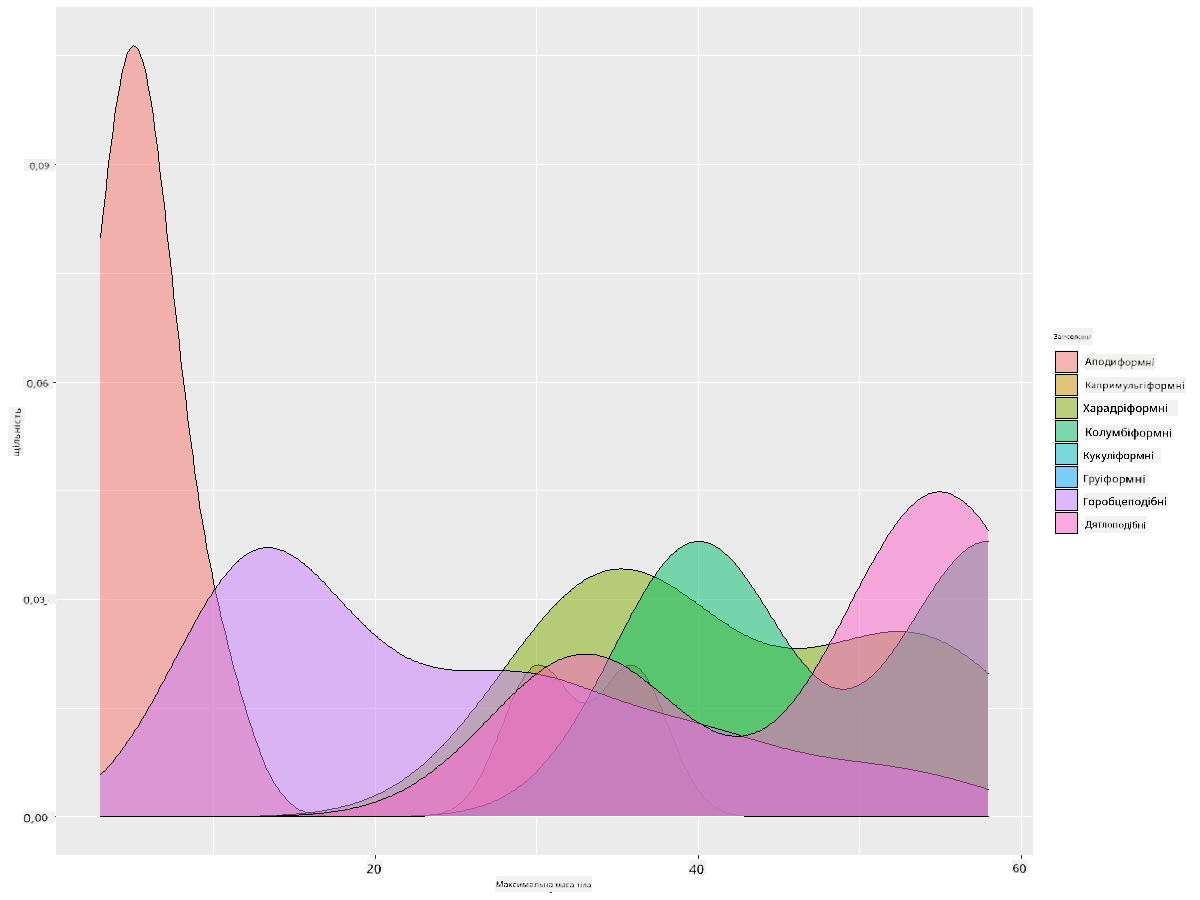 0,09
0,06
0,03
0,00
щільність
20
40
60
Максимальна маса тіла
Замовлення
Аподиформні
Капримульгіформні
Харадріформні
Колумбіформні
Кукуліформні
Груіформні
Горобцеподібні
Дятлоподібні